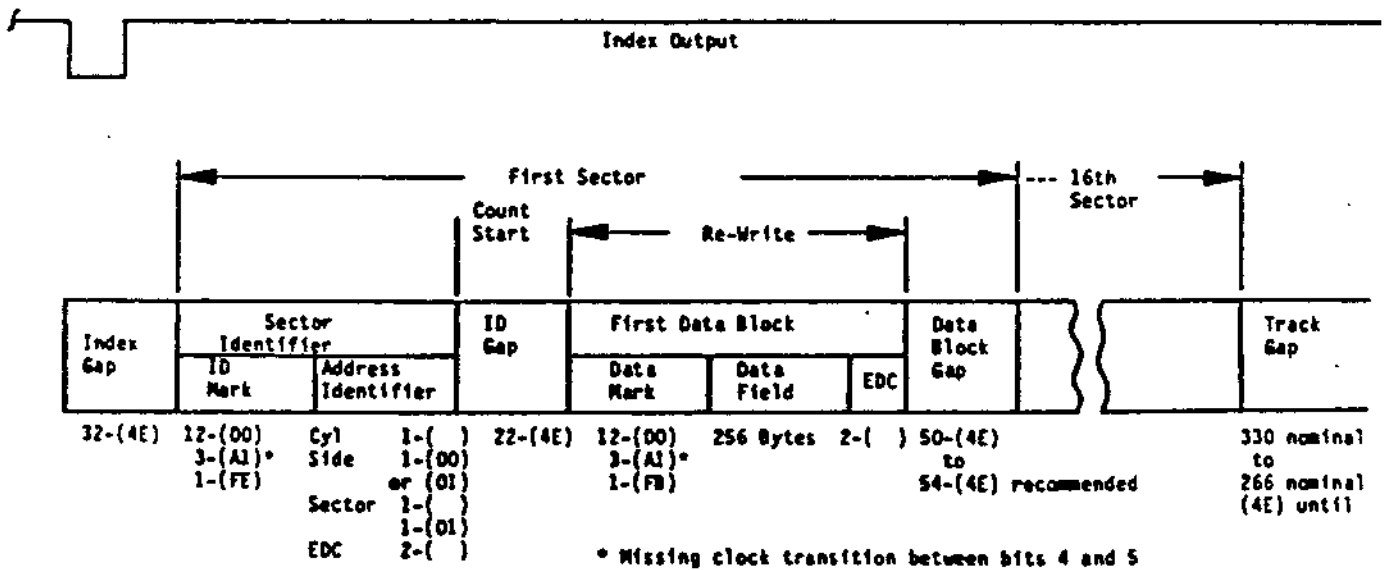 Index Output
First Sector
--- 16th
Sector
Count
Start
Re-Write
Index
Gap
Sector
Identifier
ID
Mark
Address
Identifier
ID
Gap
First Data Block
Data
Mark
Data
Field
EDC
Data
Block
Gap
Track
Gap
32-(4E)
12-(00)
3-(A1)*
1-(FE)
Cyl 1-( )
Side 1-(00)
or (01)
Sector 1-( )
1-(01)
EDC 2-( )
22-(4E)
12-(00)
3-(A1)*
1-(FB)
256 Bytes
2-( )
50-(4E)
to
54-(4E) recommended
330 nominal
to
266 nominal
(4E) until
* Missing clock transition between bits 4 and 5